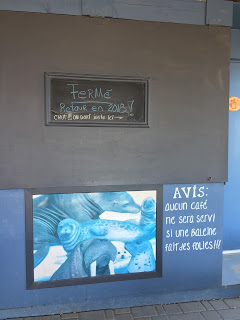 Fermé
Retour en 2018!
AVIS:
aucun café
ne sera servi
si une baleine
fait des folies!!!